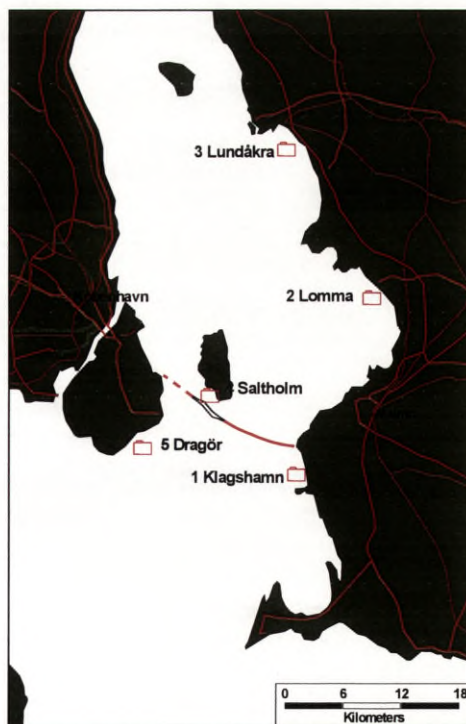 3 Lundåkra
2 Lomma
Saltholm
5 Dragör
1 Klagshamn
0 6 12 18
Kilometers